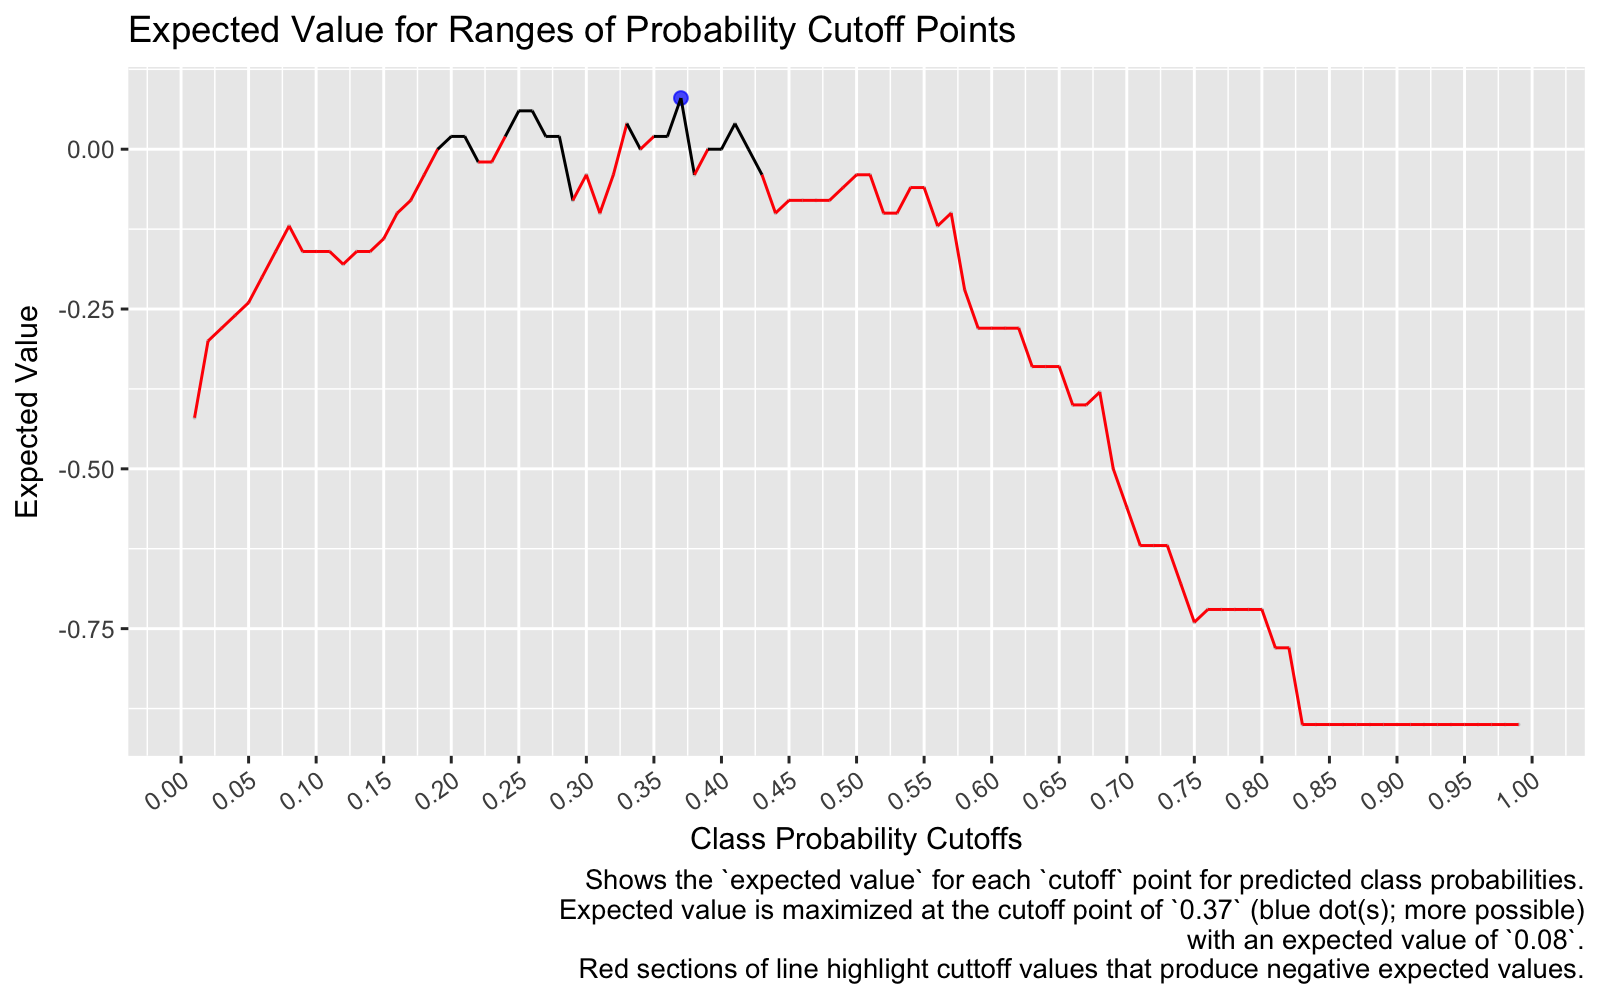 Expected Value for Ranges of Probability Cutoff Points
Expected Value
0.00
-0.25
-0.50
-0.75
0.00 0.05 0.10 0.15 0.20 0.25 0.30 0.35 0.40 0.45 0.50 0.55 0.60 0.65 0.70 0.75 0.80 0.85 0.90 0.95 1.00
Class Probability Cutoffs
Shows the `expected value` for each `cutoff` point for predicted class probabilities.
Expected value is maximized at the cutoff point of `0.37` (blue dot(s); more possible)
with an expected value of `0.08`.
Red sections of line highlight cuttoff values that produce negative expected values.